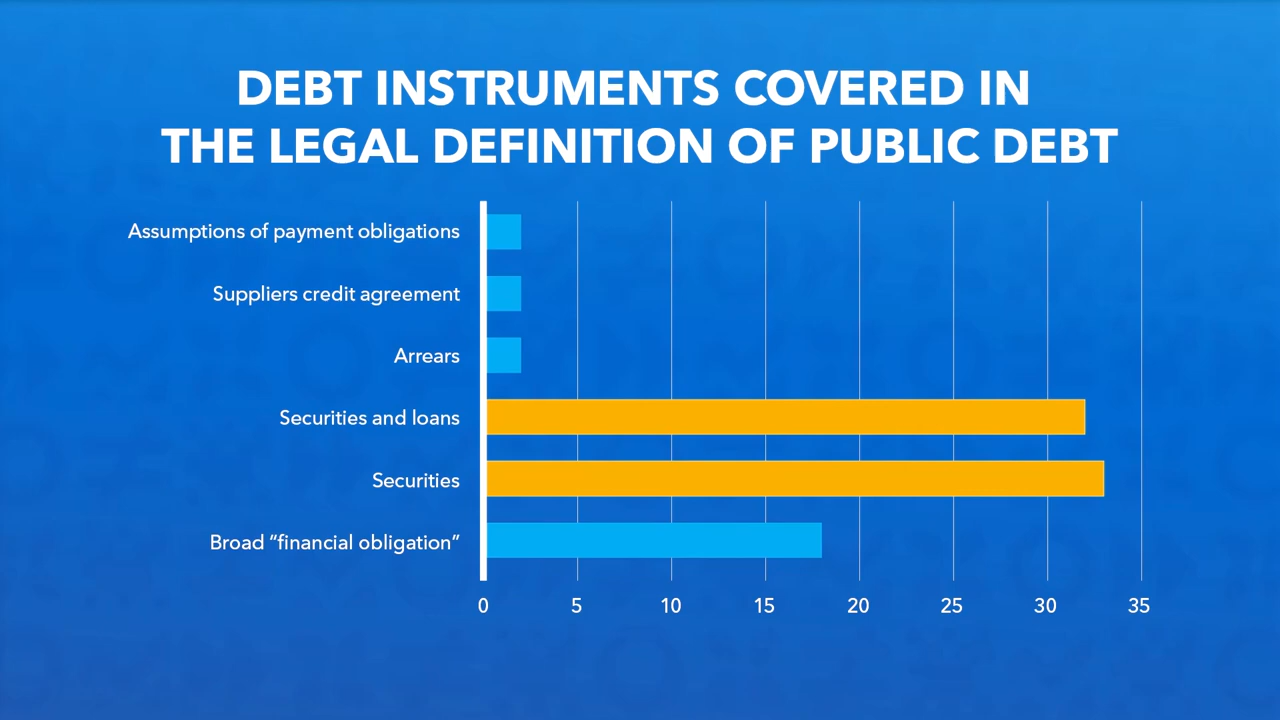 DEBT INSTRUMENTS COVERED IN
THE LEGAL DEFINITION OF PUBLIC DEBT
Assumptions of payment obligations
Suppliers credit agreement
Arrears
Securities and loans
Securities
Broad “financial obligation”
0 5 10 15 20 25 30 35